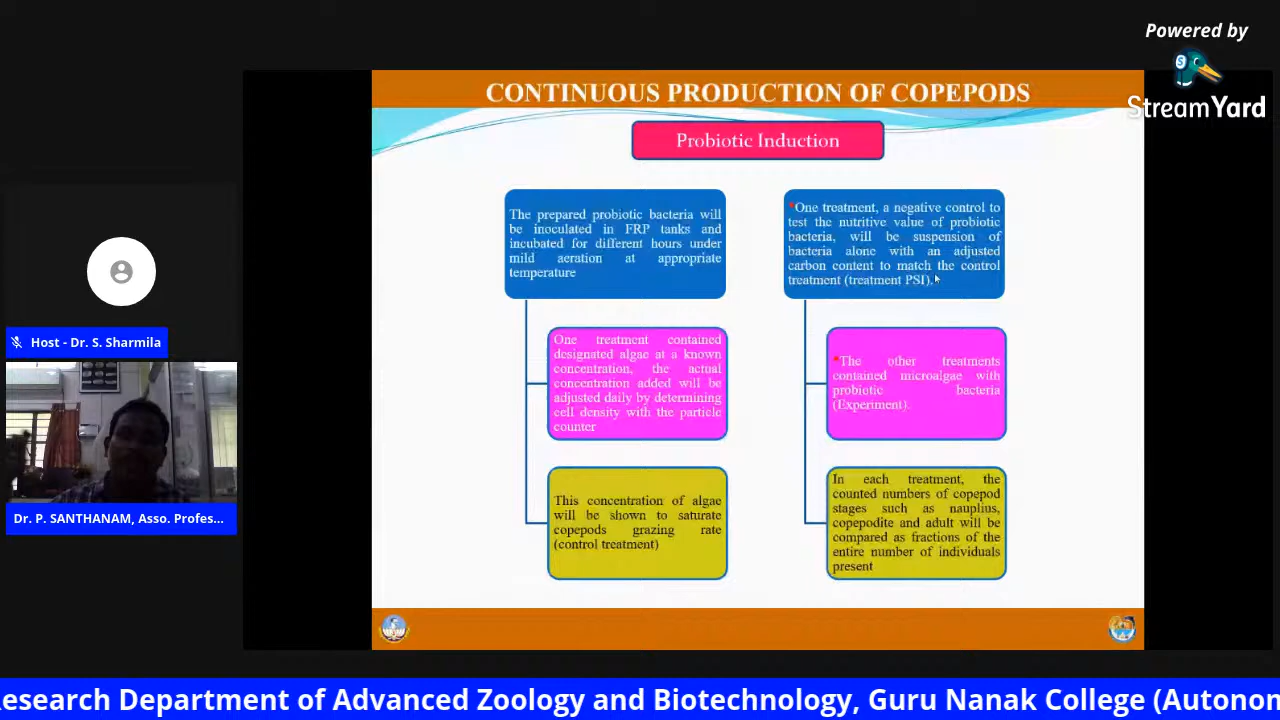 Powered by
StreamYard
CONTINUOUS PRODUCTION OF COPEPODS
Probiotic Induction
The prepared probiotic bacteria will
be inoculated in FRP tanks and
incubated for different hours under
mild aeration at appropriate
temperature
One treatment contained
designated algae at a known
concentration, the actual
concentration added will be
adjusted daily by determining
cell density with the particle
counter
This concentration of algae
will be shown to saturate
copepods grazing rate
(control treatment)
*One treatment, a negative control to
test the nutritive value of probiotic
bacteria, will be suspension of
bacteria alone with an adjusted
carbon content to match the control
treatment (treatment PSI).
*The other treatments
contained microalgae with
probiotic bacteria
(Experiment).
In each treatment, the
counted numbers of copepod
stages such as nauplius,
copepodite and adult will be
compared as fractions of the
entire number of individuals
present
Host - Dr. S. Sharmila
Dr. P. SANTHANAM, Asso. Profes...
esearch Department of Advanced Zoology and Biotechnology, Guru Nanak College (Autonon